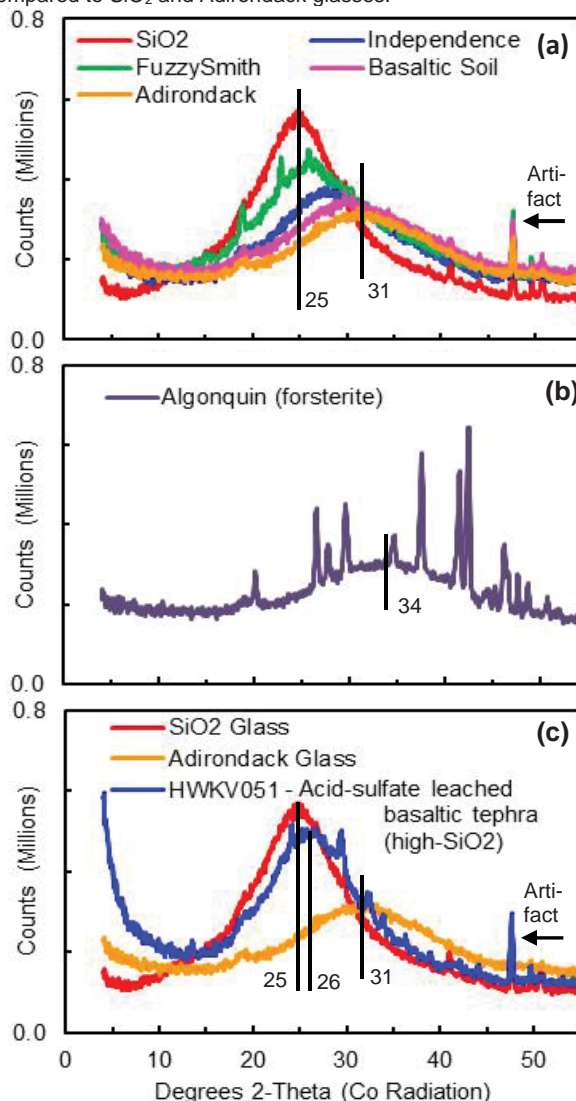 compared to SiO₂ and Adirondack glasses.
0.8
(a)
SiO2
Independence
FuzzySmith
Basaltic Soil
Adirondack
Arti-
fact
Counts (Millioins)
25
31
0.0
0.8
(b)
Algonquin (forsterite)
Counts (Millions)
34
0.0
0.8
(c)
SiO2 Glass
Adirondack Glass
HWKV051 - Acid-sulfate leached
basaltic tephra
(high-SiO2)
Arti-
fact
Counts (Millions)
25
26
31
0.0
0 10 20 30 40 50
Degrees 2-Theta (Co Radiation)